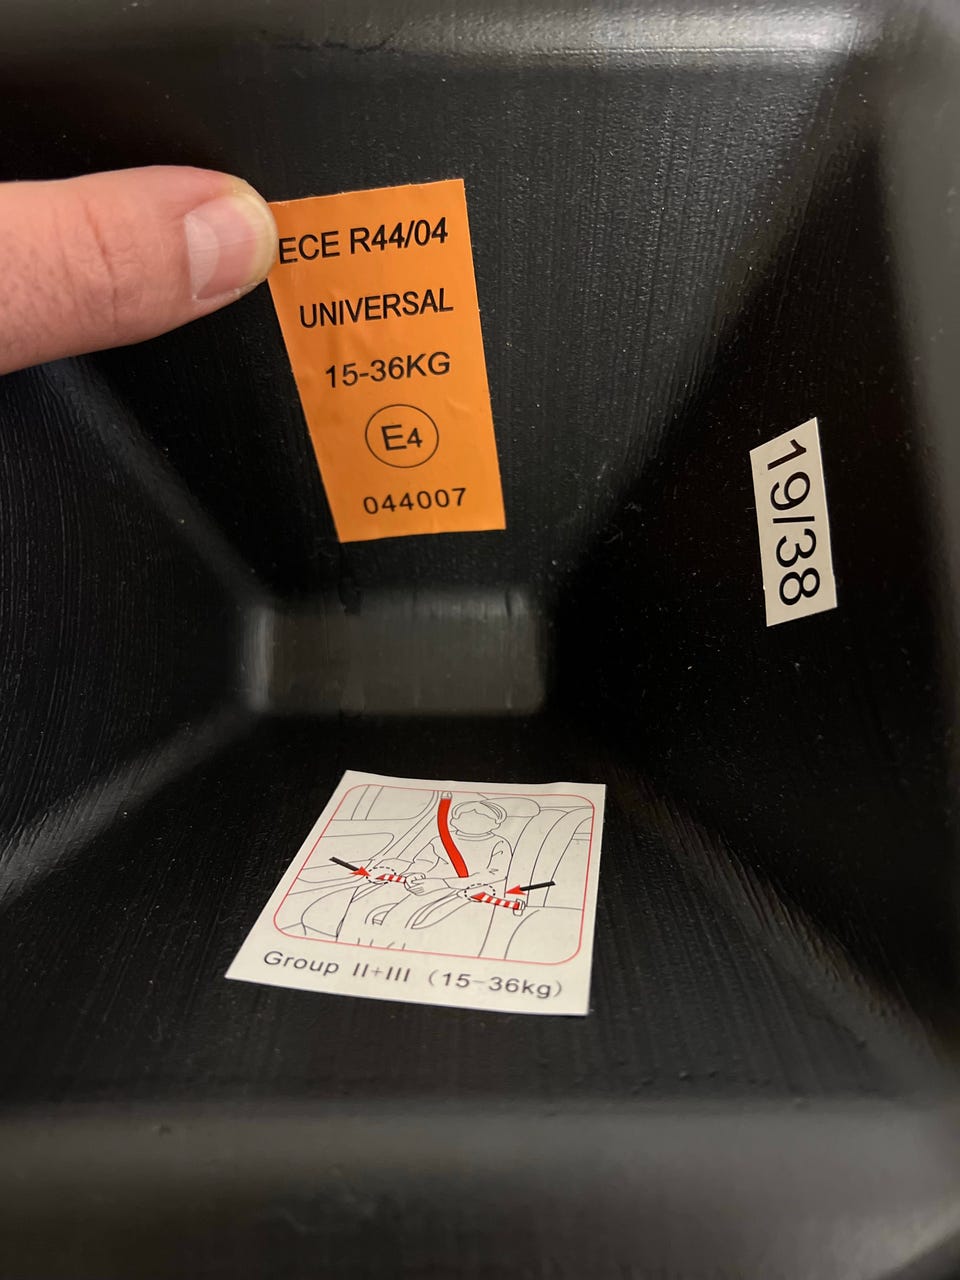 ECE R44/04
UNIVERSAL
15-36KG
E4
044007
19/38
Group II+III (15-36kg)